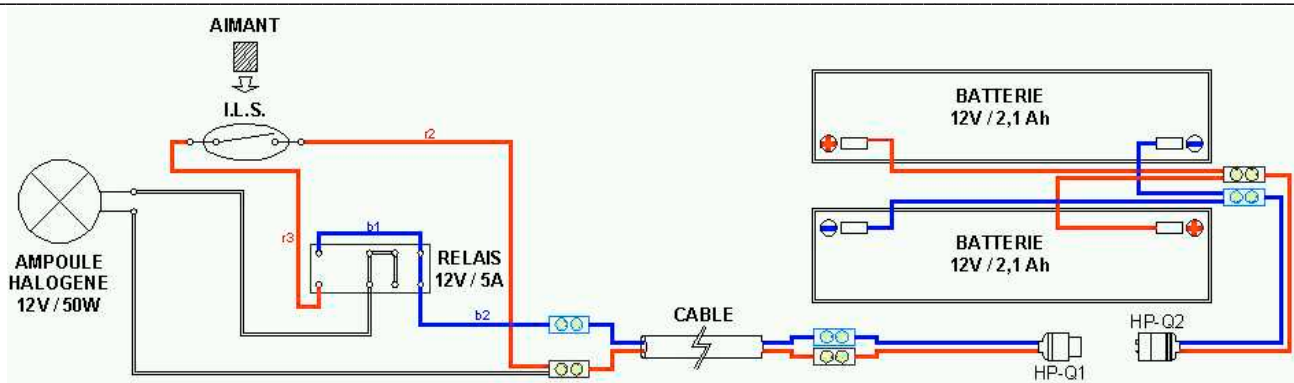 AIMANT
I.L.S.
r2
BATTERIE
12V / 2,1 Ah
r3
b1
RELAIS
12V / 5A
AMPOULE
HALOGENE
12V / 50W
BATTERIE
12V / 2,1 Ah
b2
CABLE
HP-Q1
HP-Q2